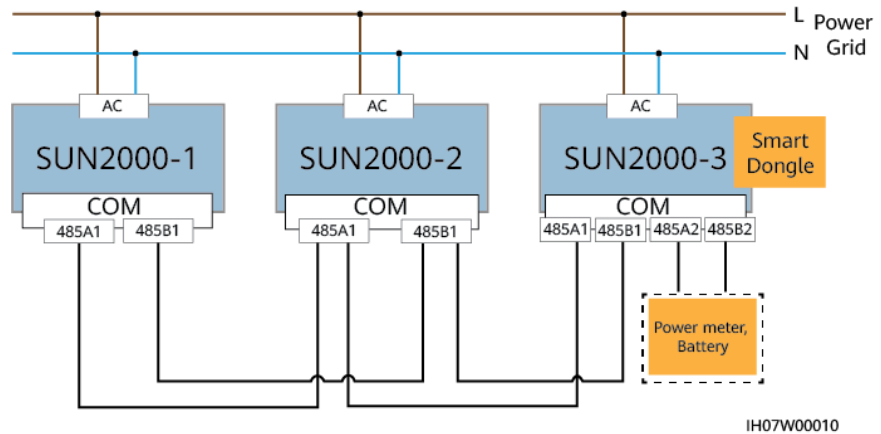 L Power
N Grid
AC
AC
AC
SUN2000-1
SUN2000-2
SUN2000-3
Smart
Dongle
COM
COM
COM
485A1
485B1
485A1
485B1
485A1
485B1
485A2
485B2
Power meter,
Battery
IH07W00010